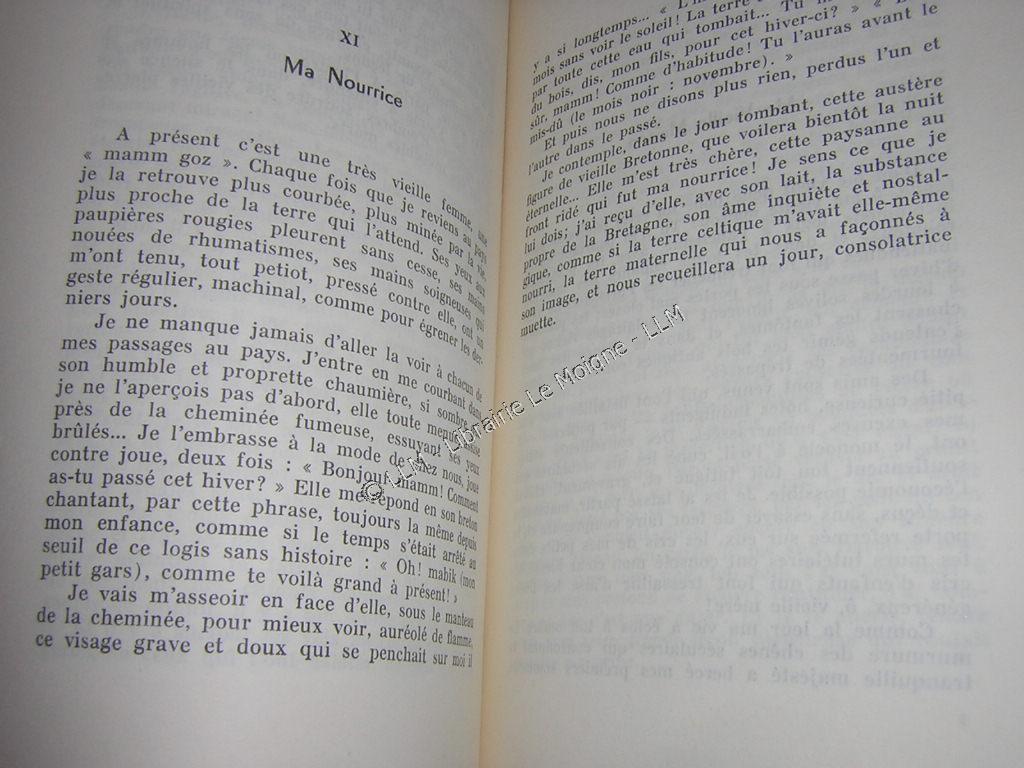 XI
Ma Nourrice
A présent c'est une très vieille femme, une
« mamm goz ». Chaque fois que je reviens au pays
je la retrouve plus courbée, plus minée par la vie,
plus proche de la terre qui l'attend. Ses yeux aux
paupières rougies pleurent sans cesse, ses mains
nouées de rhumatismes, ses mains soigneuses qui
m'ont tenu, tout petiot, pressé contre elle, ont un
geste régulier, machinal, comme pour égrener les der-
niers jours.
Je ne manque jamais d'aller la voir à chacun de
mes passages au pays. J'entre en me courbant dans
son humble et proprette chaumière, si sombre
je ne l'aperçois pas d'abord, elle toute menue, assise
près de la cheminée fumeuse, essuyant ses yeux
brûlés... Je l'embrasse à la mode de chez nous, joue
contre joue, deux fois : « Bonjour mamm! Comment
as-tu passé cet hiver? » Elle me répond en son breton
chantant, par cette phrase, toujours la même depuis
mon enfance, comme si le temps s'était arrêté au
seuil de ce logis sans histoire : « Oh! mabik (mon
petit gars), comme te voilà grand à présent! »
Je vais m'asseoir en face d'elle, sous le manteau
de la cheminée, pour mieux voir, auréolé de flamme,
ce visage grave et doux qui se penchait sur moi il
y a si longtemps... «
mois sans voir le soleil! La terre
par toute cette eau qui tombait... Tu
du bois, dis, mon fils, pour cet hiver-ci? » «
sûr, mamm! Comme d'habitude! Tu l'auras avant le
mis-dû (le mois noir : novembre). »
Et puis nous ne disons plus rien, perdus l'un et
l'autre dans le passé.
Je contemple, dans le jour tombant, cette austère
figure de vieille Bretonne, que voilera bientôt la nuit
éternelle... Elle m'est très chère, cette paysanne au
front ridé qui fut ma nourrice! Je sens ce que je
lui dois; j'ai reçu d'elle, avec son lait, la substance
propre de la Bretagne, son âme inquiète et nostal-
gique, comme si la terre celtique m'avait elle-même
nourri, la terre maternelle qui nous a façonnés à
son image, et nous recueillera un jour, consolatrice
muette.
© LLM - Librairie Le Moigne - LLM